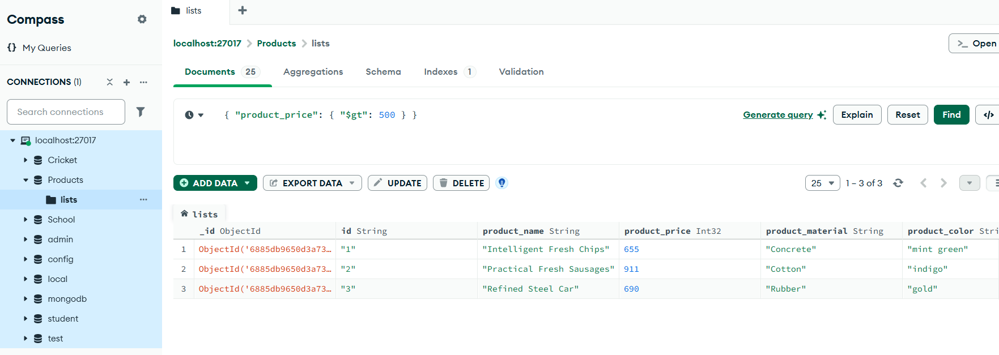 Compass
{} My Queries
CONNECTIONS (1)
Search connections
localhost:27017
Cricket
Products
lists
School
admin
config
local
mongodb
student
test
lists
localhost:27017 > Products > lists
>_ Open
Documents 25 Aggregations Schema Indexes 1 Validation
{ "product_price": { "$gt": 500 } }
Generate query Explain Reset Find </>
ADD DATA EXPORT DATA UPDATE DELETE
25 1 – 3 of 3
lists
_id ObjectId id String product_name String product_price Int32 product_material String product_color Stri
1 ObjectId('6885db9650d3a73… "1" "Intelligent Fresh Chips" 655 "Concrete" "mint green"
2 ObjectId('6885db9650d3a73… "2" "Practical Fresh Sausages" 911 "Cotton" "indigo"
3 ObjectId('6885db9650d3a73… "3" "Refined Steel Car" 690 "Rubber" "gold"